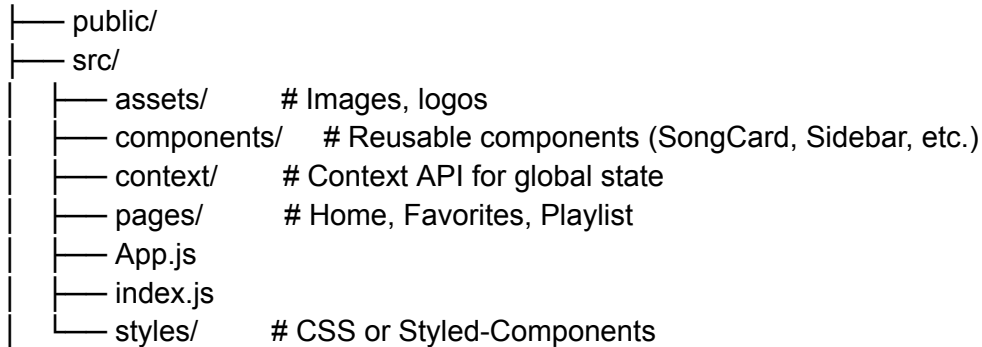 ├── public/
├── src/
│ ├── assets/ # Images, logos
│ ├── components/ # Reusable components (SongCard, Sidebar, etc.)
│ ├── context/ # Context API for global state
│ ├── pages/ # Home, Favorites, Playlist
│ ├── App.js
│ ├── index.js
│ └── styles/ # CSS or Styled-Components